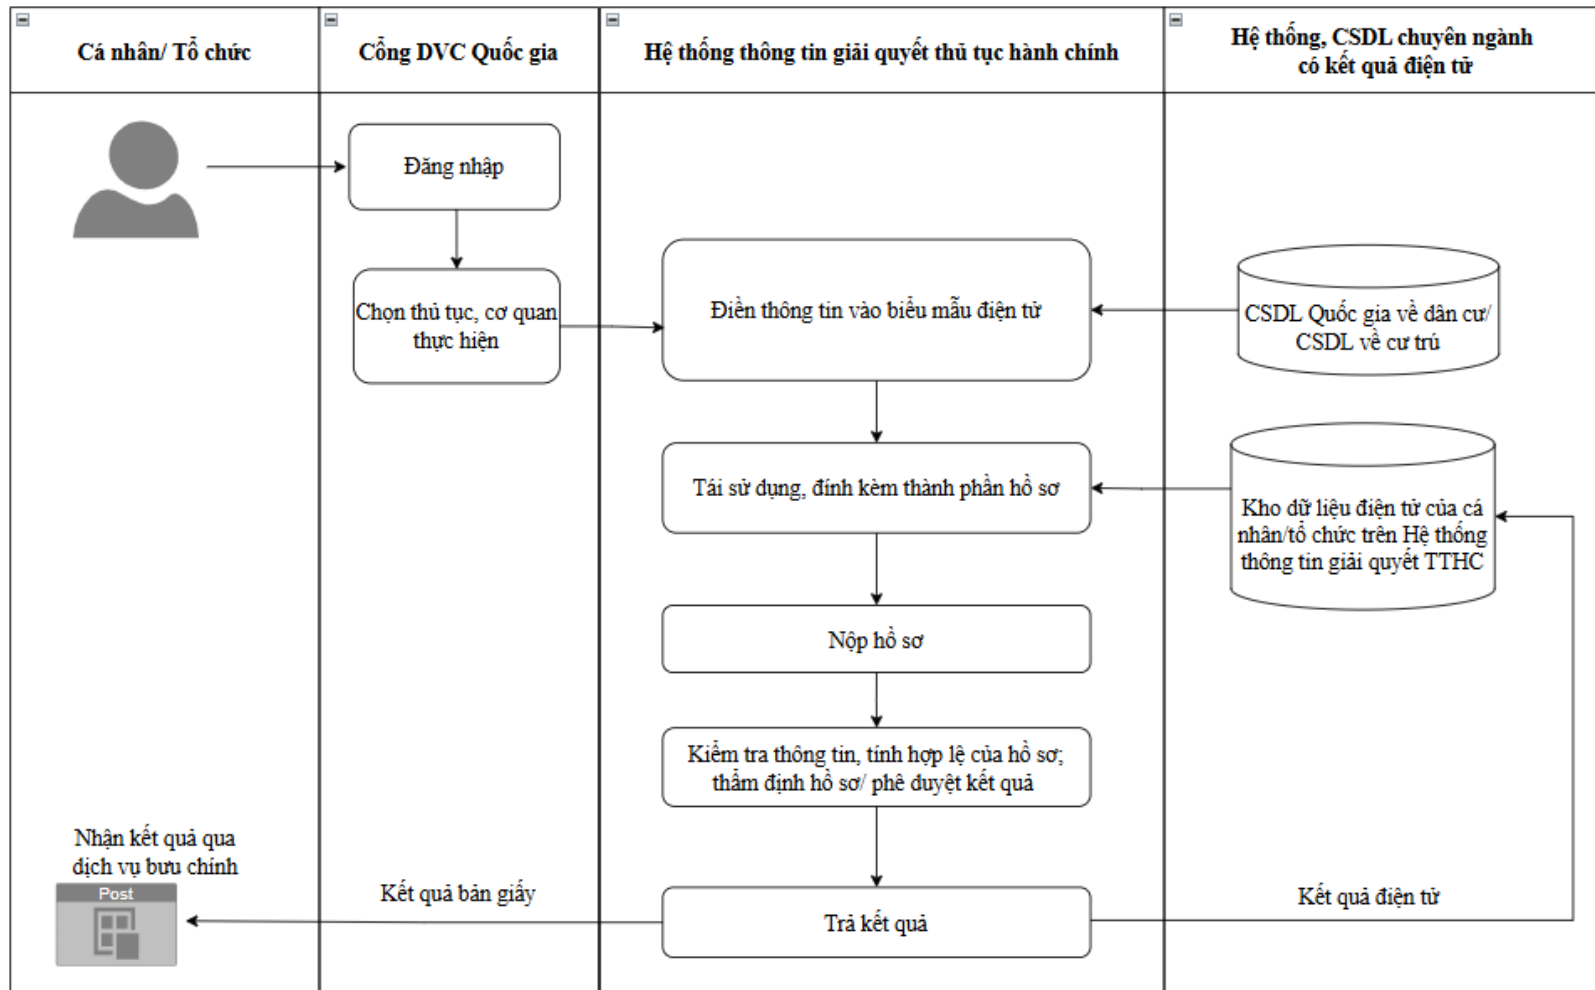 Cá nhân/ Tổ chức
Cổng DVC Quốc gia
Hệ thống thông tin giải quyết thủ tục hành chính
Hệ thống, CSDL chuyên ngành
có kết quả điện tử
Đăng nhập
Chọn thủ tục, cơ quan
thực hiện
Điền thông tin vào biểu mẫu điện tử
CSDL Quốc gia về dân cư/
CSDL về cư trú
Tái sử dụng, đính kèm thành phần hồ sơ
Kho dữ liệu điện tử của cá
nhân/tổ chức trên Hệ thống
thông tin giải quyết TTHC
Nộp hồ sơ
Kiểm tra thông tin, tính hợp lệ của hồ sơ;
thẩm định hồ sơ/ phê duyệt kết quả
Nhận kết quả qua
dịch vụ bưu chính
Post
Kết quả bản giấy
Trả kết quả
Kết quả điện tử